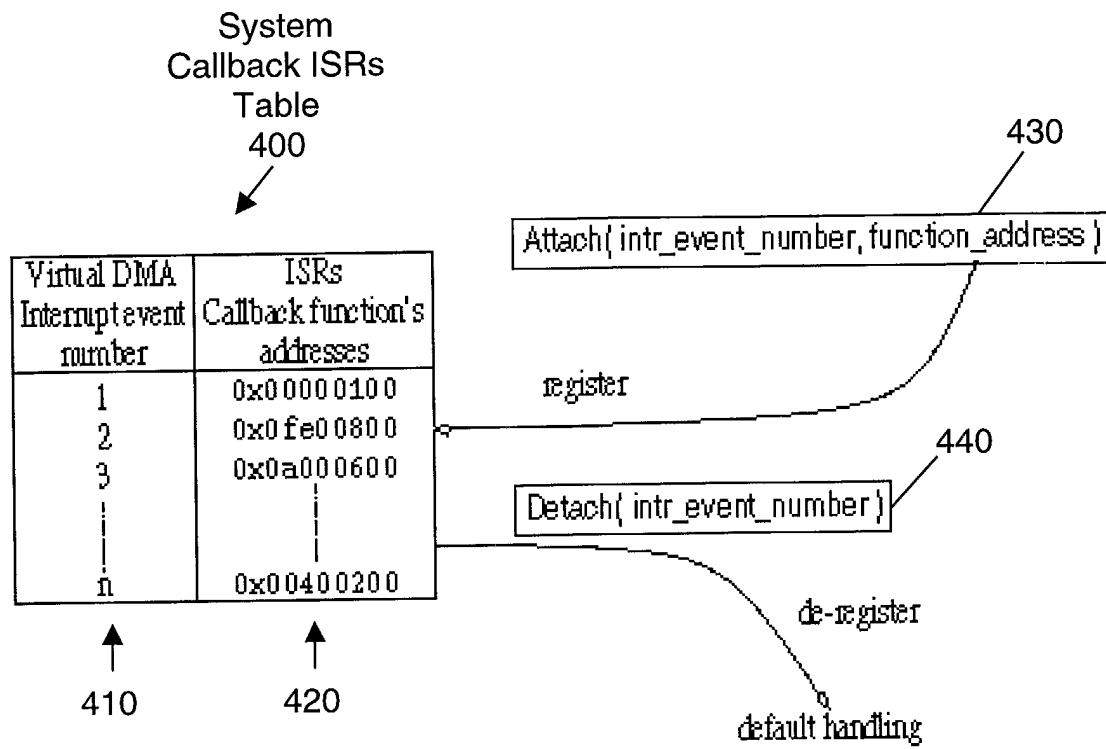 System
Callback ISRs
Table
400
430
Attach( intr_event_number, function_address )
Virtual DMA
Interrupt event
number
ISRs
Callback function's
addresses
1
0x00000100
2
0x0fe00800
3
0x0a000600
n
0x00400200
register
440
Detach( intr_event_number )
de-register
default handling
410
420